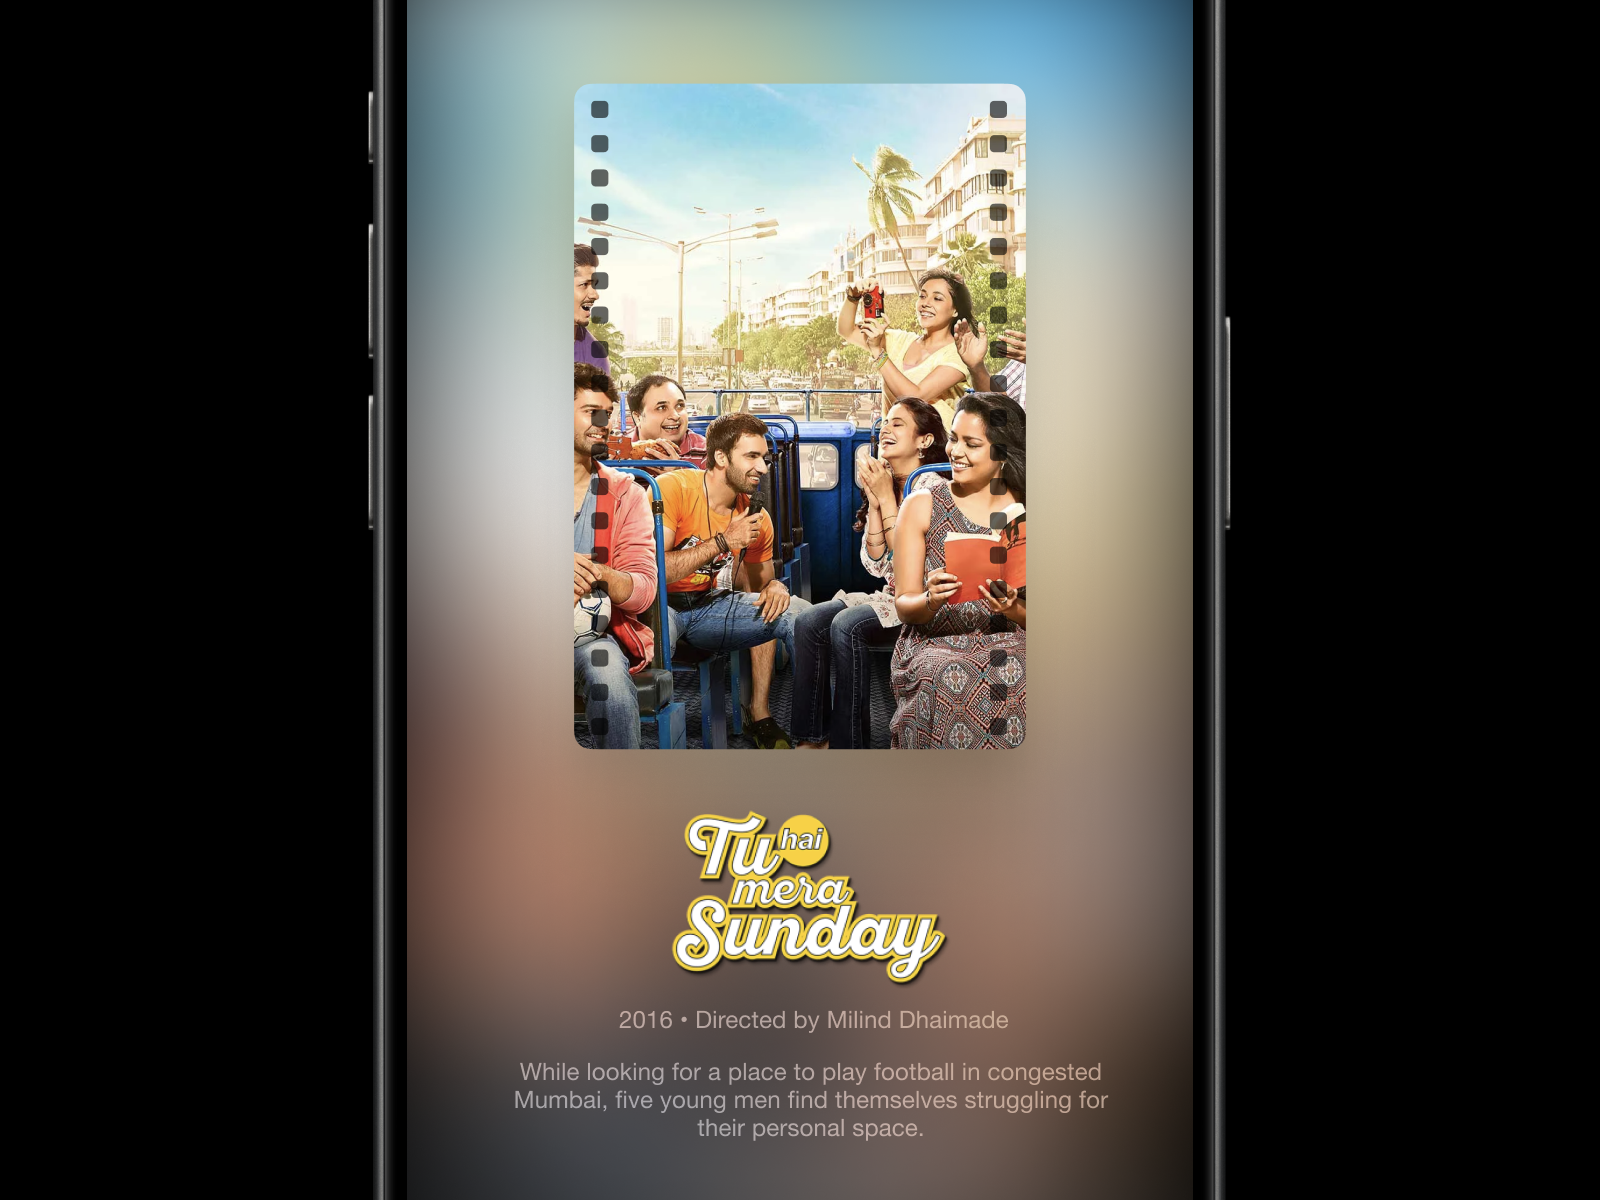 Tu hai
mera
Sunday
2016 • Directed by Milind Dhaimade
While looking for a place to play football in congested
Mumbai, five young men find themselves struggling for
their personal space.